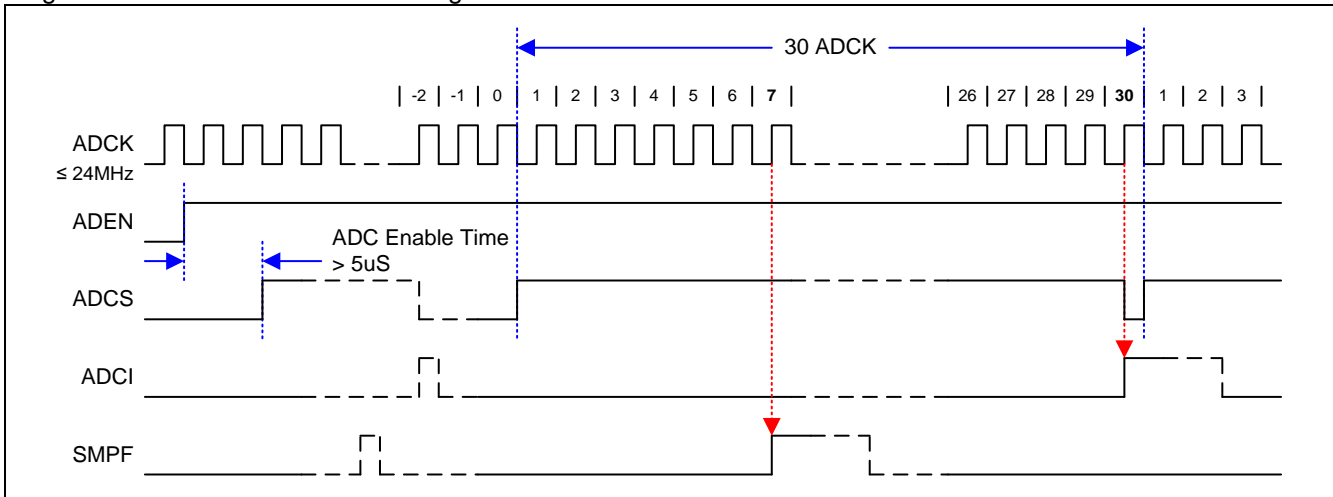 30 ADCK
| -2 | -1 | 0 | 1 | 2 | 3 | 4 | 5 | 6 | 7 | | 26 | 27 | 28 | 29 | 30 | 1 | 2 | 3 |
ADCK
≤ 24MHz
ADEN
ADC Enable Time
> 5uS
ADCS
ADCI
SMPF